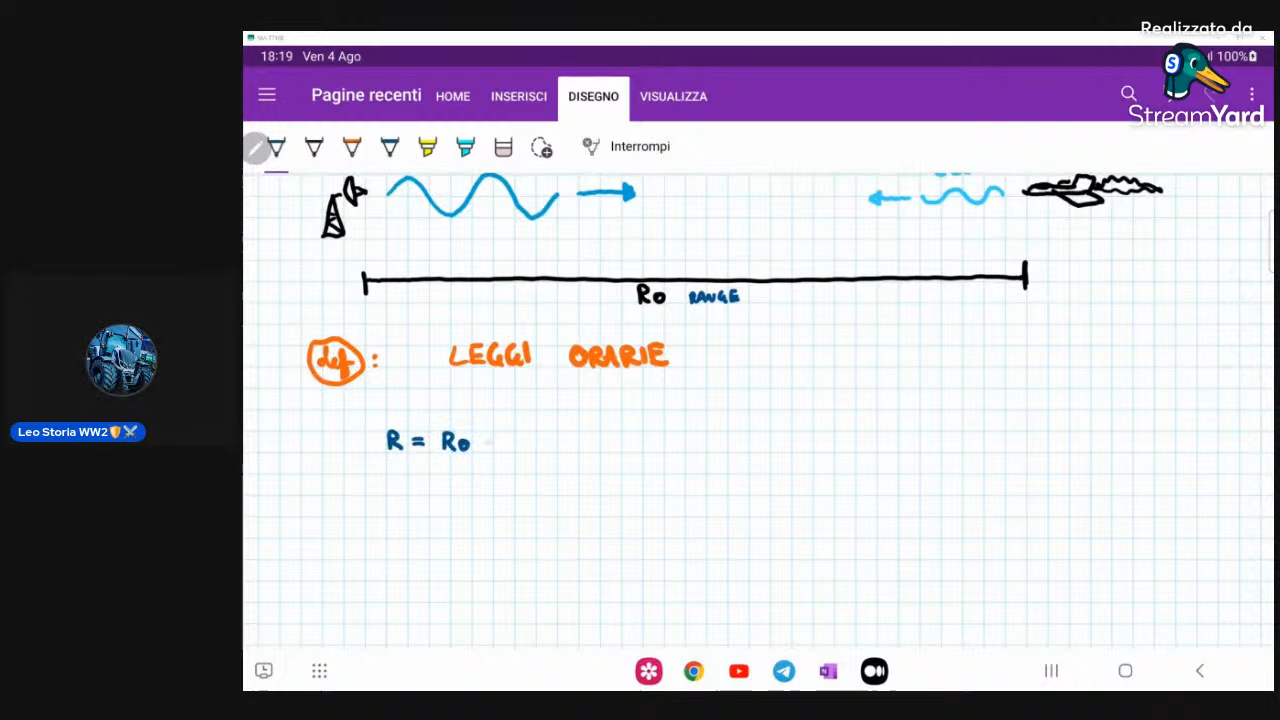 Realizzato da
StreamYard
18:19 Ven 4 Ago
100%
Pagine recenti HOME INSERISCI DISEGNO VISUALIZZA
Interrompi
Ro RANGE
def : LEGGI ORARIE
R = Ro
Leo Storia WW2